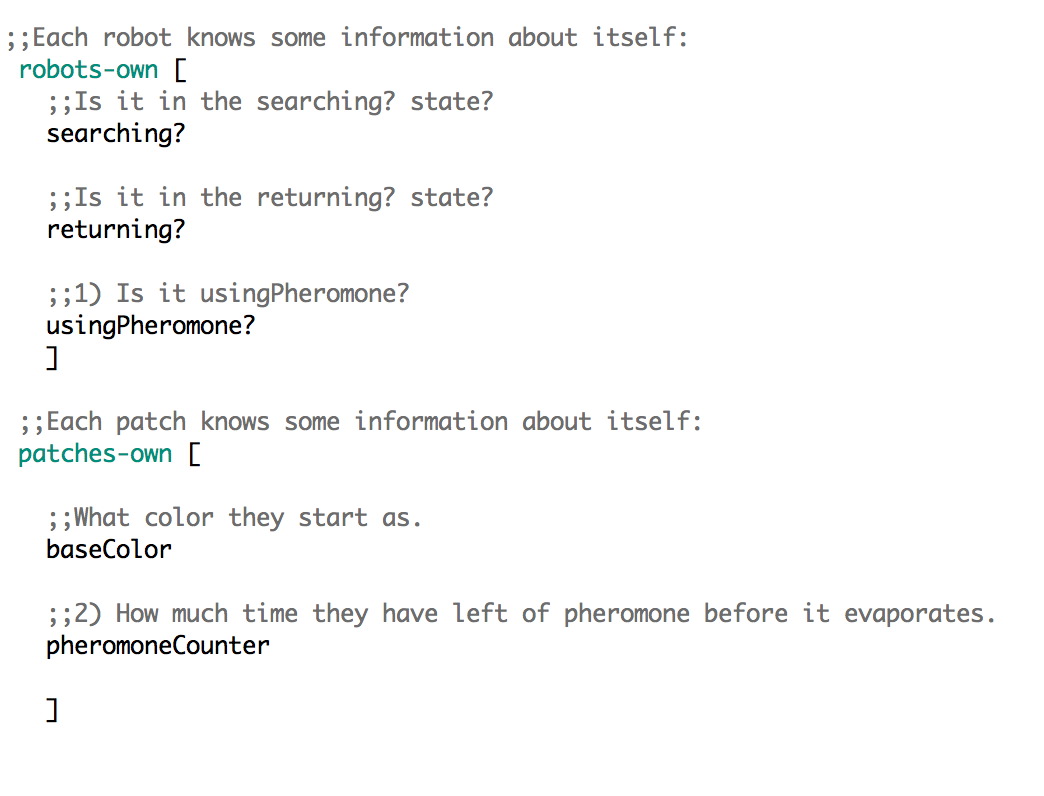 ;;Each robot knows some information about itself:
robots-own [
;;Is it in the searching? state?
searching?
;;Is it in the returning? state?
returning?
;;1) Is it usingPheromone?
usingPheromone?
]
;;Each patch knows some information about itself:
patches-own [
;;What color they start as.
baseColor
;;2) How much time they have left of pheromone before it evaporates.
pheromoneCounter
]